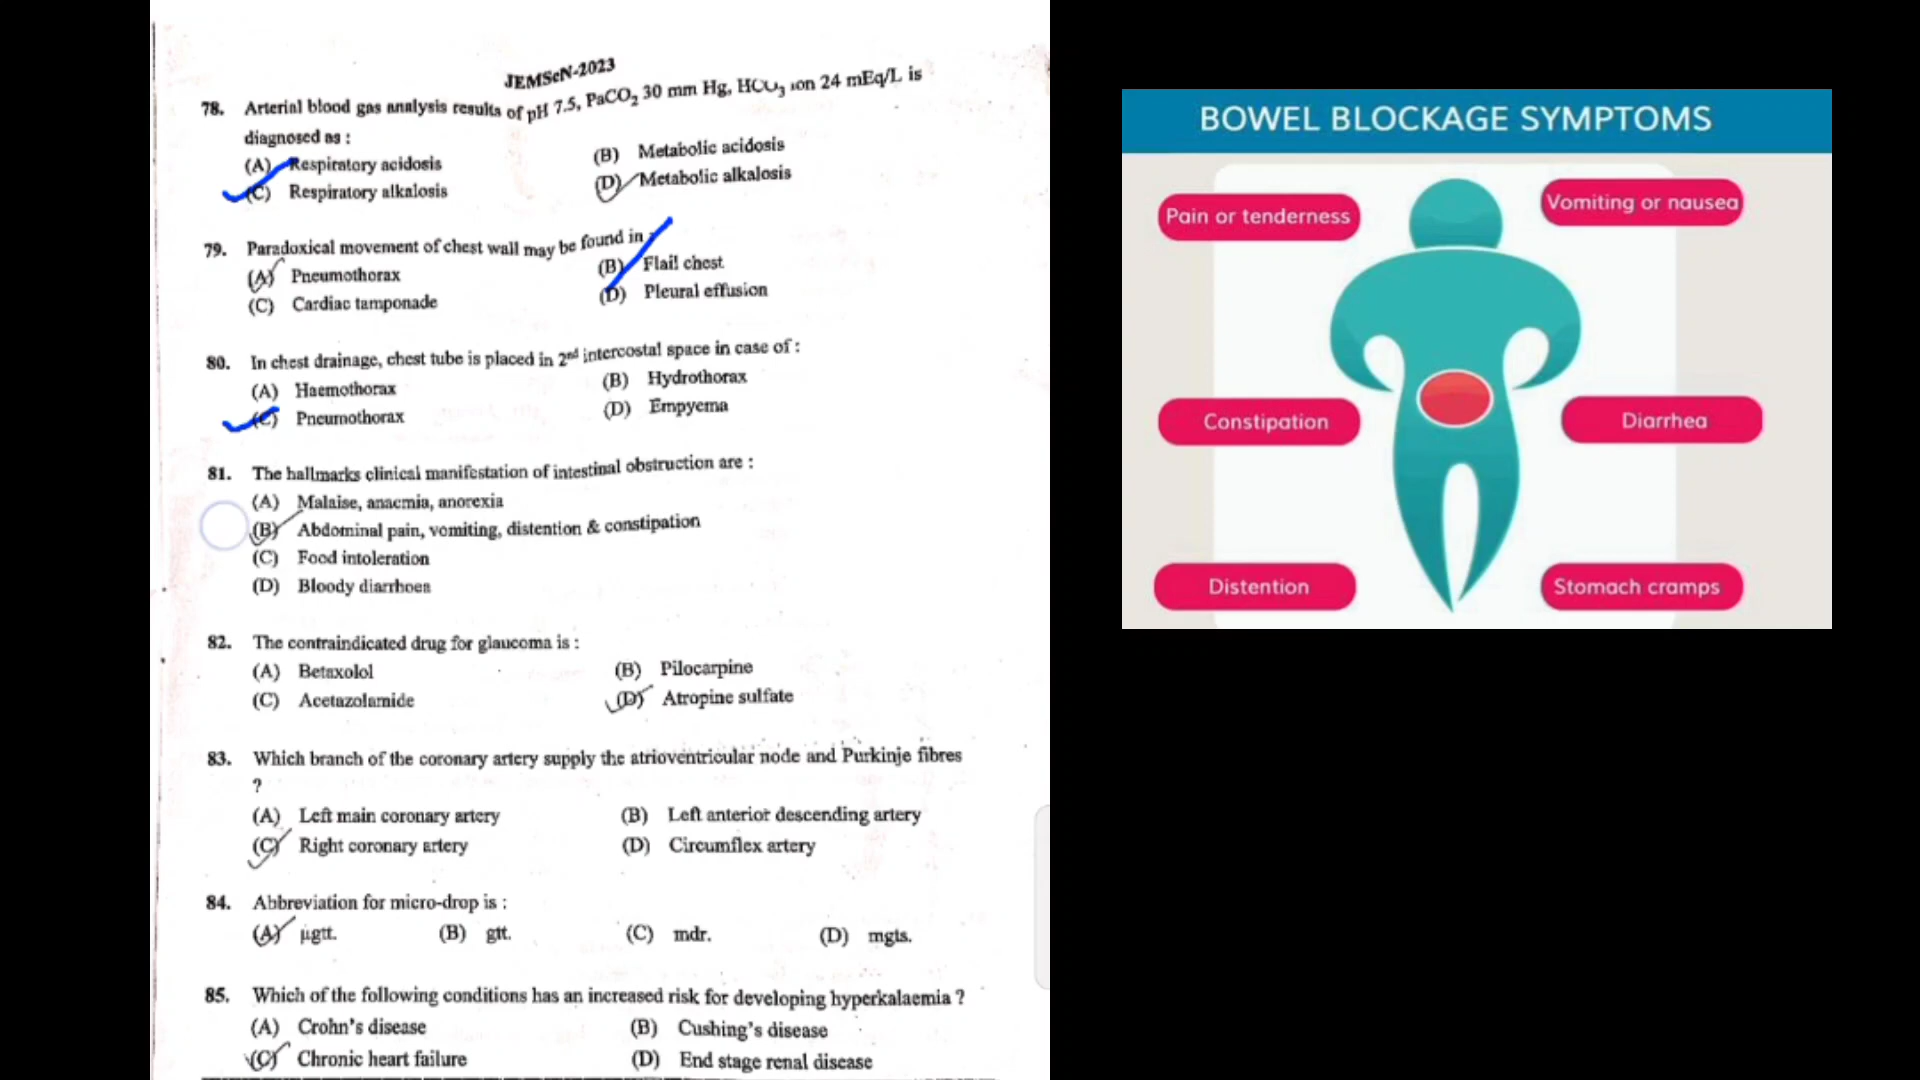 JEMScN-2023
78. Arterial blood gas analysis results of pH 7.5, PaCO2 30 mm Hg, HCO3 ion 24 mEq/L is
diagnosed as :
(A) Respiratory acidosis (B) Metabolic acidosis
(C) Respiratory alkalosis (D) Metabolic alkalosis
79. Paradoxical movement of chest wall may be found in
(A) Pneumothorax (B) Flail chest
(C) Cardiac tamponade (D) Pleural effusion
80. In chest drainage, chest tube is placed in 2nd intercostal space in case of :
(A) Haemothorax (B) Hydrothorax
(C) Pneumothorax (D) Empyema
81. The hallmarks clinical manifestation of intestinal obstruction are :
(A) Malaise, anaemia, anorexia
(B) Abdominal pain, vomiting, distention & constipation
(C) Food intoleration
(D) Bloody diarrhoea
82. The contraindicated drug for glaucoma is :
(A) Betaxolol (B) Pilocarpine
(C) Acetazolamide (D) Atropine sulfate
83. Which branch of the coronary artery supply the atrioventricular node and Purkinje fibres
?
(A) Left main coronary artery (B) Left anterior descending artery
(C) Right coronary artery (D) Circumflex artery
84. Abbreviation for micro-drop is :
(A) µgtt. (B) gtt. (C) mdr. (D) mgts.
85. Which of the following conditions has an increased risk for developing hyperkalaemia ?
(A) Crohn's disease (B) Cushing's disease
(C) Chronic heart failure (D) End stage renal disease
BOWEL BLOCKAGE SYMPTOMS
Pain or tenderness
Vomiting or nausea
Constipation
Diarrhea
Distention
Stomach cramps